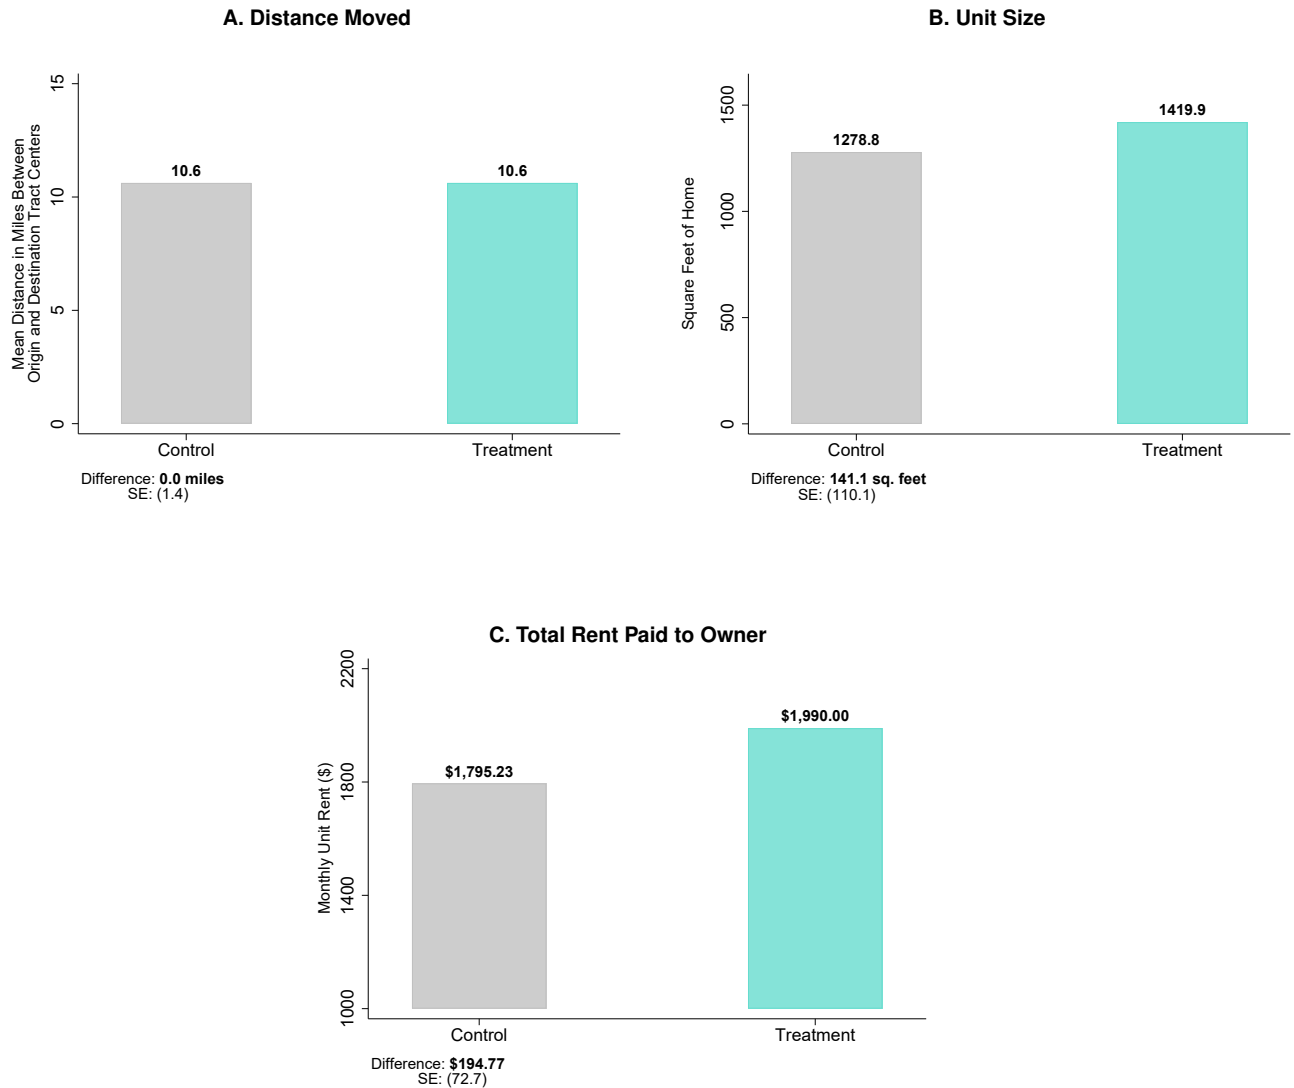 A. Distance Moved
Mean Distance in Miles Between
Origin and Destination Tract Centers
15
10
5
0
10.6
10.6
Control
Treatment
Difference: 0.0 miles
SE: (1.4)
B. Unit Size
Square Feet of Home
1500
1000
500
0
1278.8
1419.9
Control
Treatment
Difference: 141.1 sq. feet
SE: (110.1)
C. Total Rent Paid to Owner
Monthly Unit Rent ($)
2200
1800
1400
1000
$1,795.23
$1,990.00
Control
Treatment
Difference: $194.77
SE: (72.7)